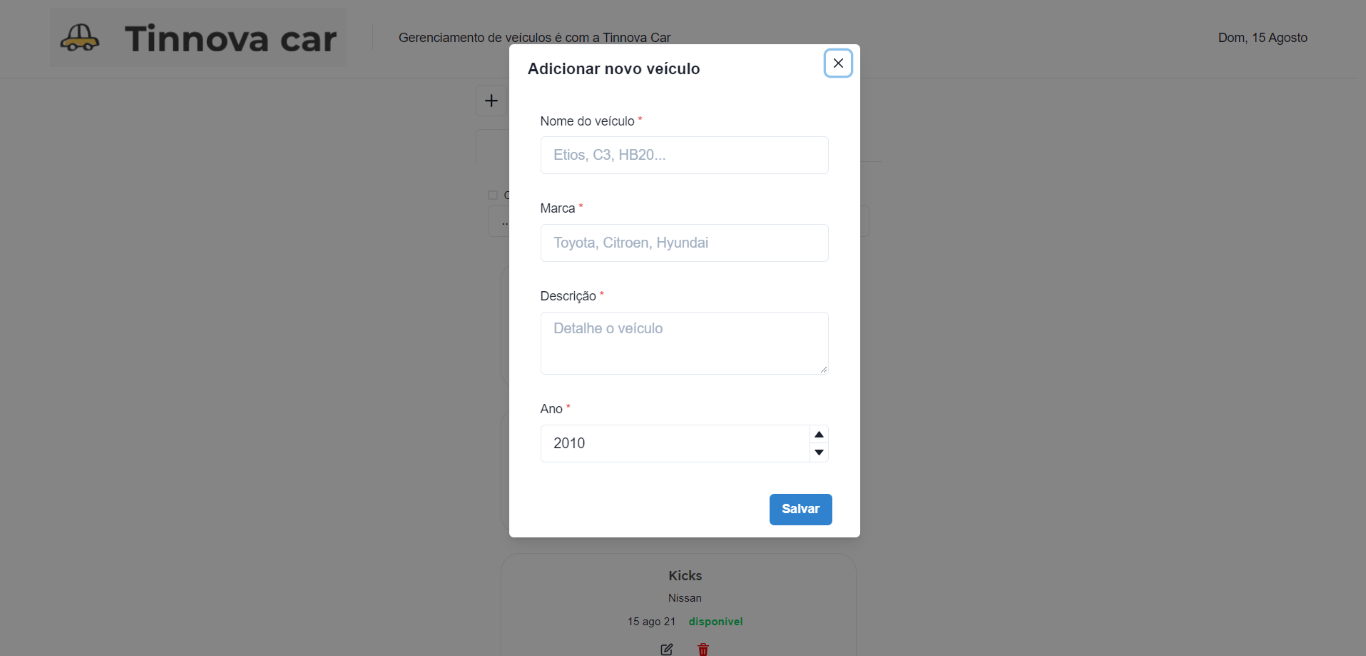 Tinnova car
Gerenciamento de veículos é com a Tinnova Car
Dom, 15 Agosto
Adicionar novo veículo
Nome do veículo *
Etios, C3, HB20...
Marca *
Toyota, Citroen, Hyundai
Descrição *
Detalhe o veículo
Ano *
2010
Salvar
Kicks
Nissan
15 ago 21 disponivel